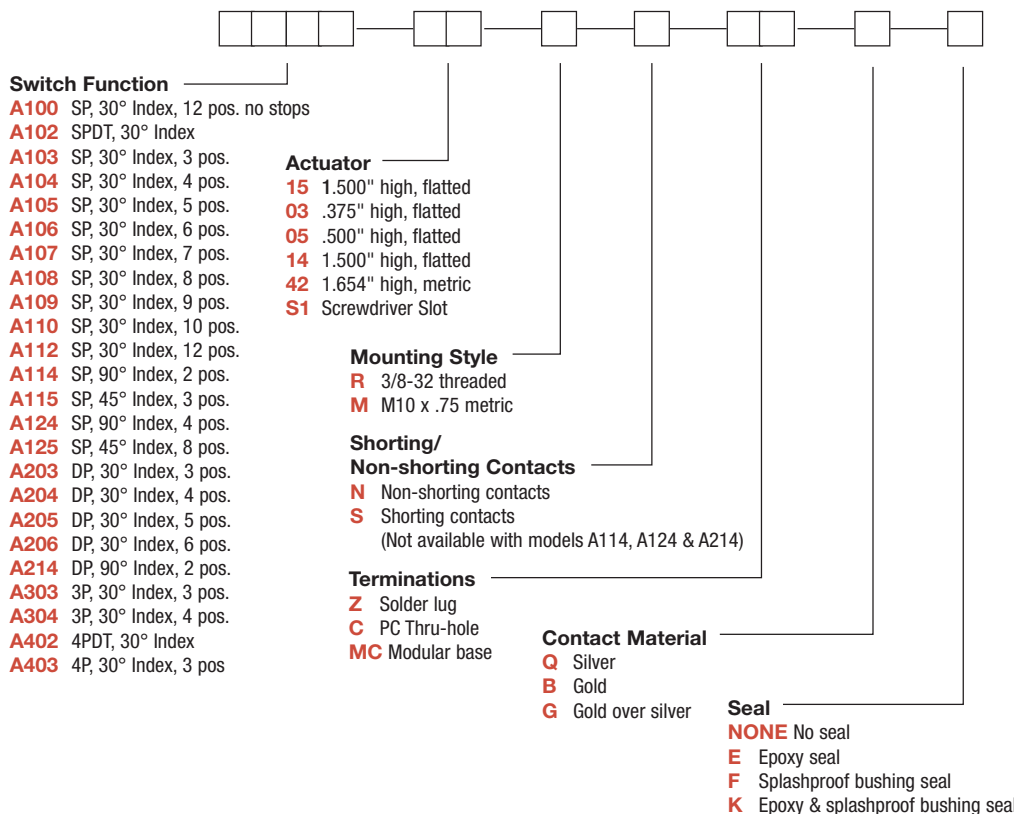 Switch Function
A100 SP, 30° Index, 12 pos. no stops
A102 SPDT, 30° Index
A103 SP, 30° Index, 3 pos.
A104 SP, 30° Index, 4 pos.
A105 SP, 30° Index, 5 pos.
A106 SP, 30° Index, 6 pos.
A107 SP, 30° Index, 7 pos.
A108 SP, 30° Index, 8 pos.
A109 SP, 30° Index, 9 pos.
A110 SP, 30° Index, 10 pos.
A112 SP, 30° Index, 12 pos.
A114 SP, 90° Index, 2 pos.
A115 SP, 45° Index, 3 pos.
A124 SP, 90° Index, 4 pos.
A125 SP, 45° Index, 8 pos.
A203 DP, 30° Index, 3 pos.
A204 DP, 30° Index, 4 pos.
A205 DP, 30° Index, 5 pos.
A206 DP, 30° Index, 6 pos.
A214 DP, 90° Index, 2 pos.
A303 3P, 30° Index, 3 pos.
A304 3P, 30° Index, 4 pos.
A402 4PDT, 30° Index
A403 4P, 30° Index, 3 pos
Actuator
15 1.500" high, flatted
03 .375" high, flatted
05 .500" high, flatted
14 1.500" high, flatted
42 1.654" high, metric
S1 Screwdriver Slot
Mounting Style
R 3/8-32 threaded
M M10 x .75 metric
Shorting/
Non-shorting Contacts
N Non-shorting contacts
S Shorting contacts
(Not available with models A114, A124 & A214)
Terminations
Z Solder lug
C PC Thru-hole
MC Modular base
Contact Material
Q Silver
B Gold
G Gold over silver
Seal
NONE No seal
E Epoxy seal
F Splashproof bushing seal
K Epoxy & splashproof bushing seal